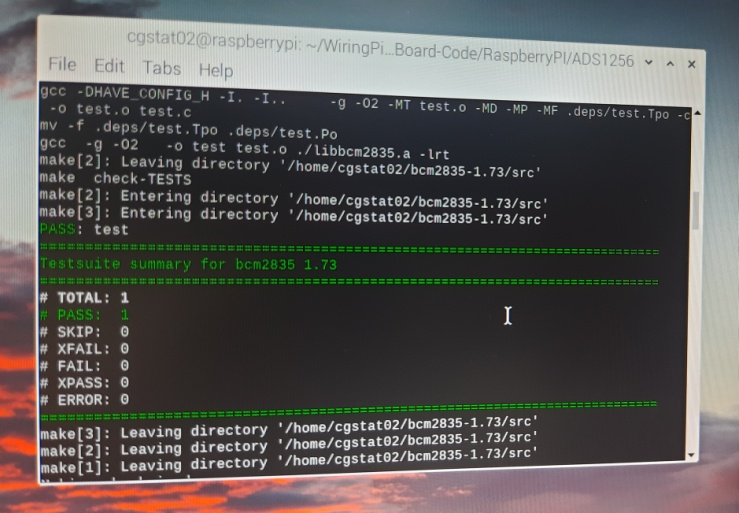 cgstat02@raspberrypi: ~/WiringPi...Board-Code/RaspberryPI/ADS1256
File Edit Tabs Help
gcc -DHAVE_CONFIG_H -I. -I.. -g -O2 -MT test.o -MD -MP -MF .deps/test.Tpo -c
-o test.o test.c
mv -f .deps/test.Tpo .deps/test.Po
gcc -g -O2 -o test test.o ./libbcm2835.a -lrt
make[2]: Leaving directory '/home/cgstat02/bcm2835-1.73/src'
make check-TESTS
make[2]: Entering directory '/home/cgstat02/bcm2835-1.73/src'
make[3]: Entering directory '/home/cgstat02/bcm2835-1.73/src'
PASS: test
============================================================================
Testsuite summary for bcm2835 1.73
============================================================================
# TOTAL: 1
# PASS: 1
# SKIP: 0
# XFAIL: 0
# FAIL: 0
# XPASS: 0
# ERROR: 0
============================================================================
make[3]: Leaving directory '/home/cgstat02/bcm2835-1.73/src'
make[2]: Leaving directory '/home/cgstat02/bcm2835-1.73/src'
make[1]: Leaving directory '/home/cgstat02/bcm2835-1.73/src'